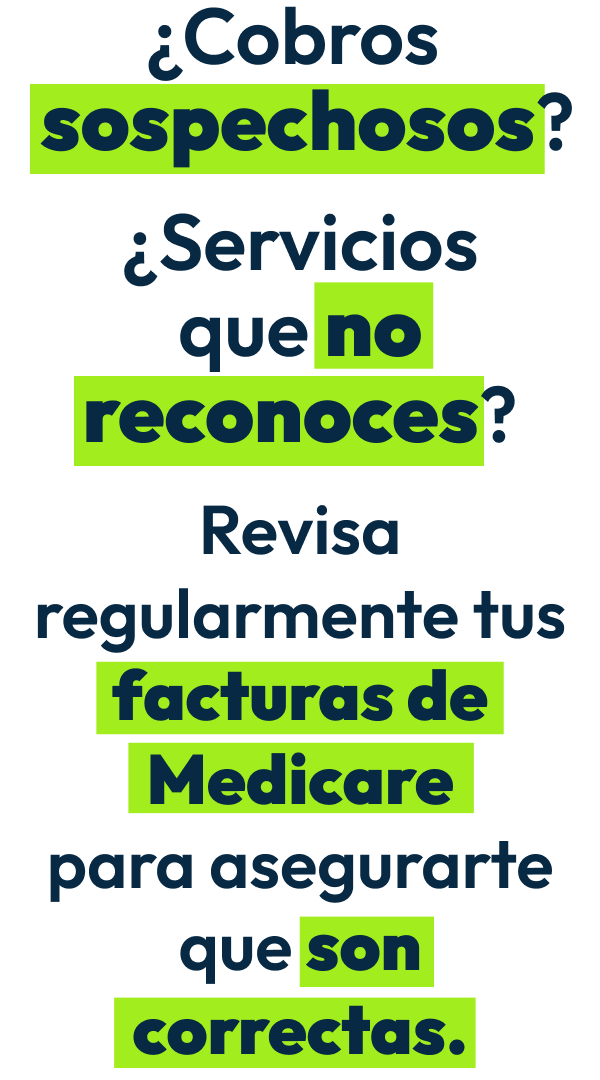 ¿Cobros
sospechosos?
¿Servicios
que no
reconoces?
Revisa
regularmente tus
facturas de
Medicare
para asegurarte
que son
correctas.